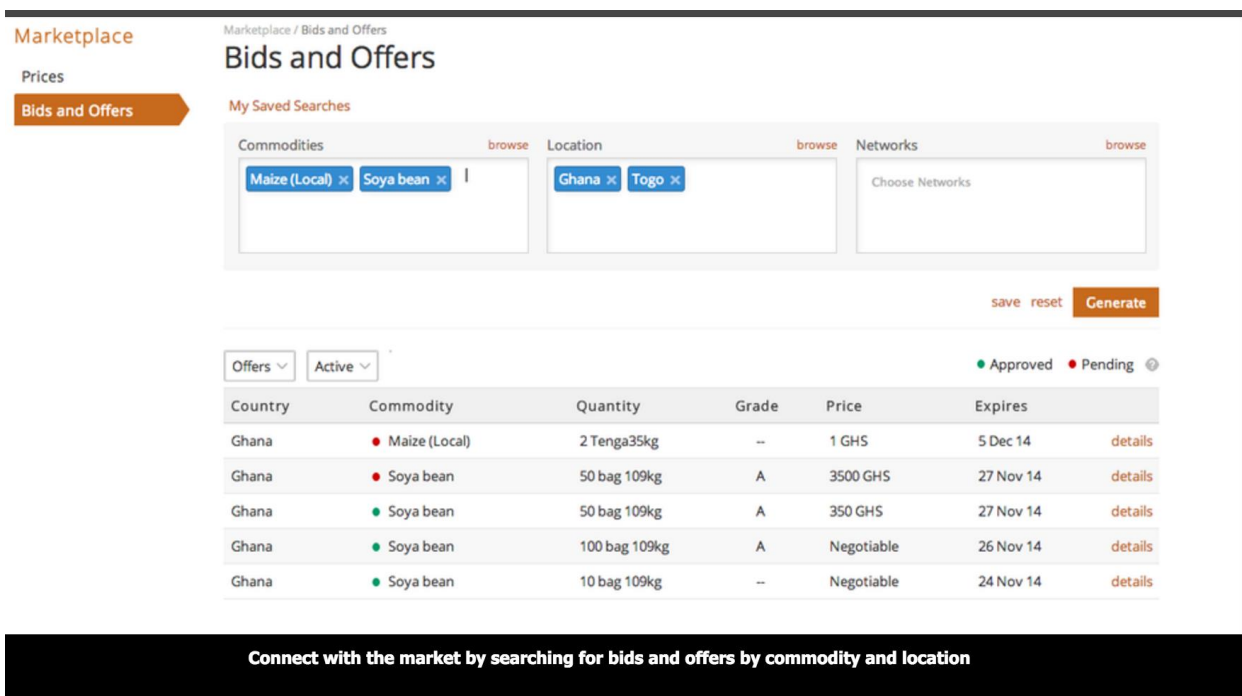 Marketplace
Prices
Bids and Offers
Marketplace / Bids and Offers
Bids and Offers
My Saved Searches
Commodities browse Location browse Networks browse
Maize (Local) × Soya bean × Ghana × Togo × Choose Networks
save reset Generate
Offers Active Approved Pending ?
Country Commodity Quantity Grade Price Expires
Ghana Maize (Local) 2 Tenga35kg -- 1 GHS 5 Dec 14 details
Ghana Soya bean 50 bag 109kg A 3500 GHS 27 Nov 14 details
Ghana Soya bean 50 bag 109kg A 350 GHS 27 Nov 14 details
Ghana Soya bean 100 bag 109kg A Negotiable 26 Nov 14 details
Ghana Soya bean 10 bag 109kg -- Negotiable 24 Nov 14 details
Connect with the market by searching for bids and offers by commodity and location